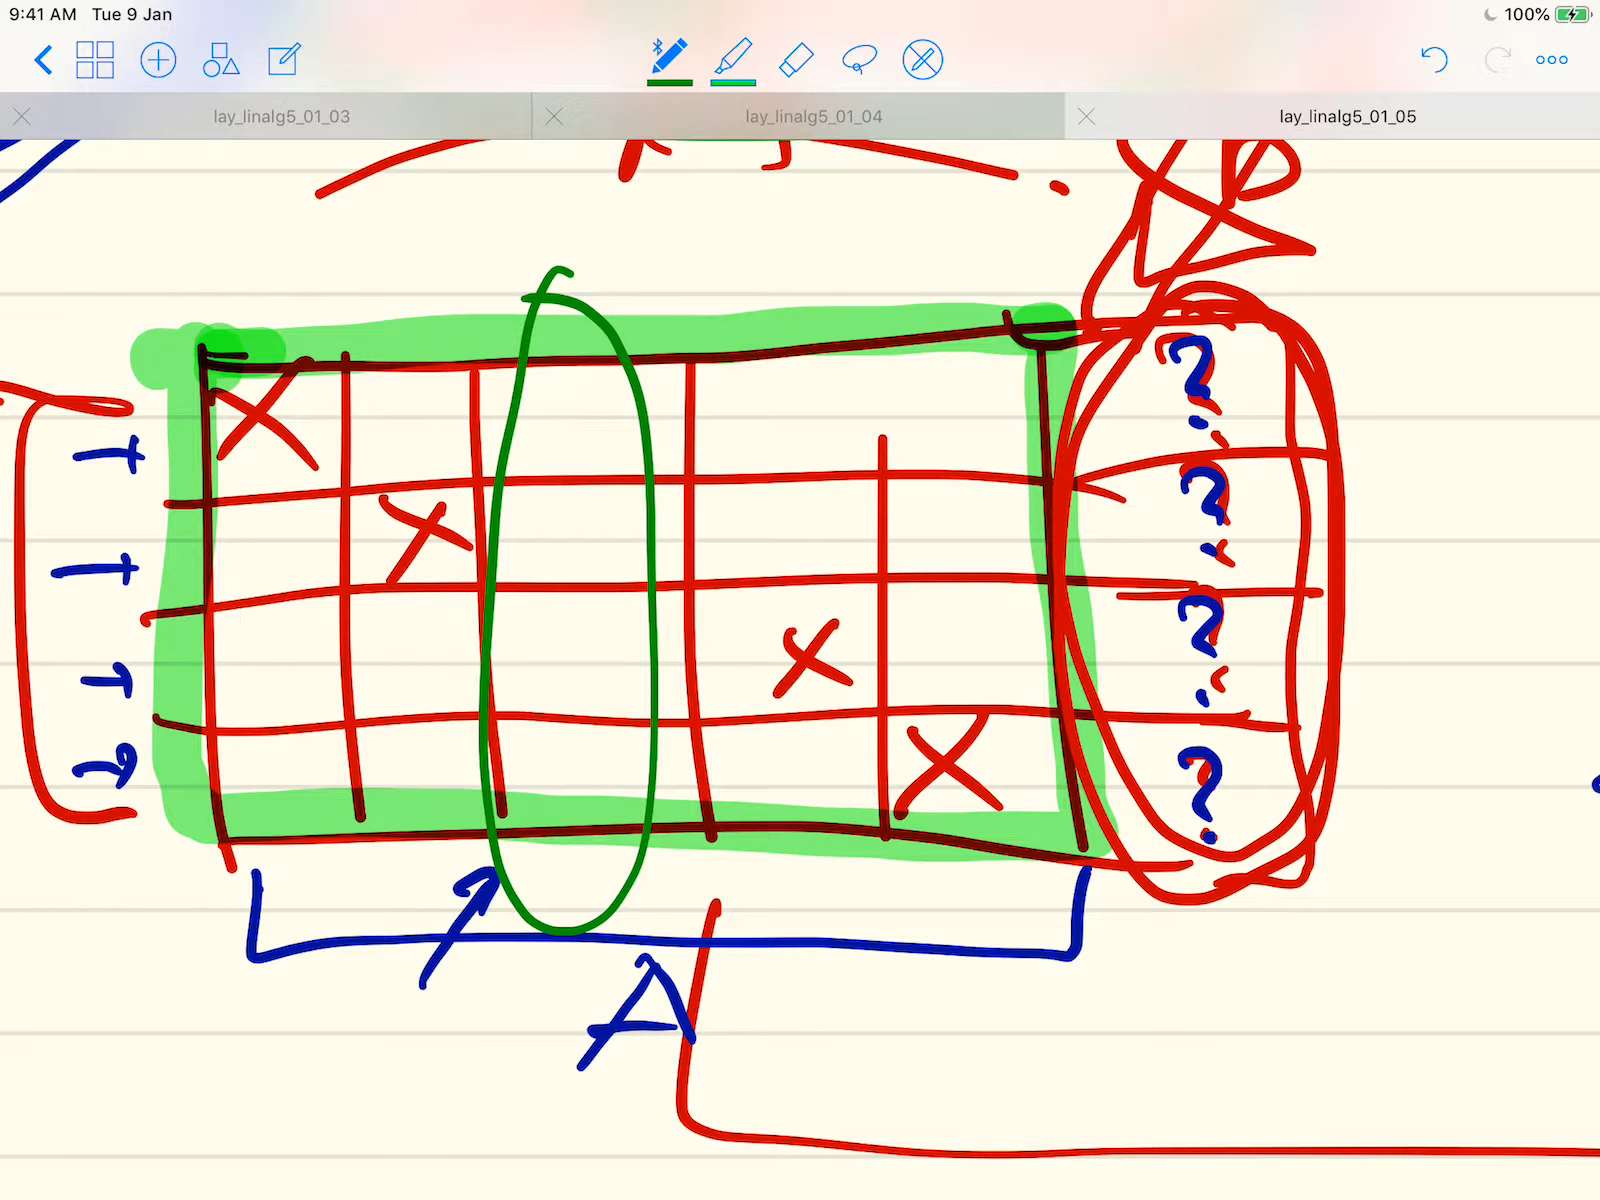 9:41 AM Tue 9 Jan 100%
lay_linalg5_01_03 lay_linalg5_01_04 lay_linalg5_01_05
B
?
?
?
?
A